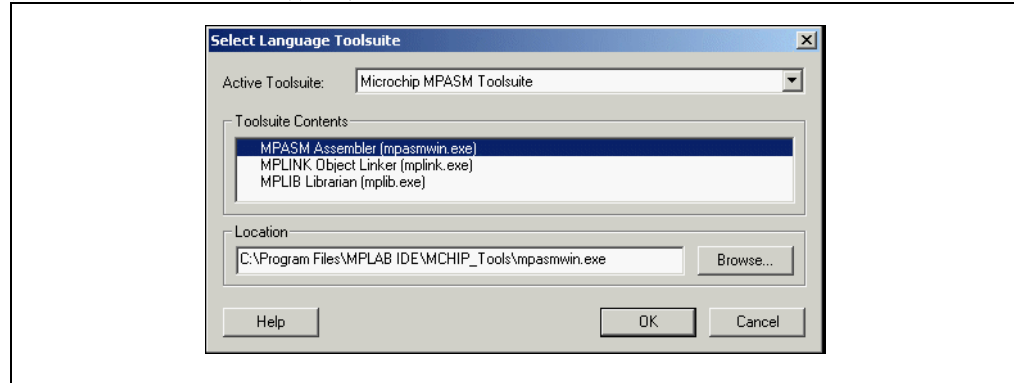 Select Language Toolsuite
Active Toolsuite: Microchip MPASM Toolsuite
Toolsuite Contents
MPASM Assembler (mpasmwin.exe)
MPLINK Object Linker (mplink.exe)
MPLIB Librarian (mplib.exe)
Location
C:\Program Files\MPLAB IDE\MCHIP_Tools\mpasmwin.exe Browse...
Help OK Cancel